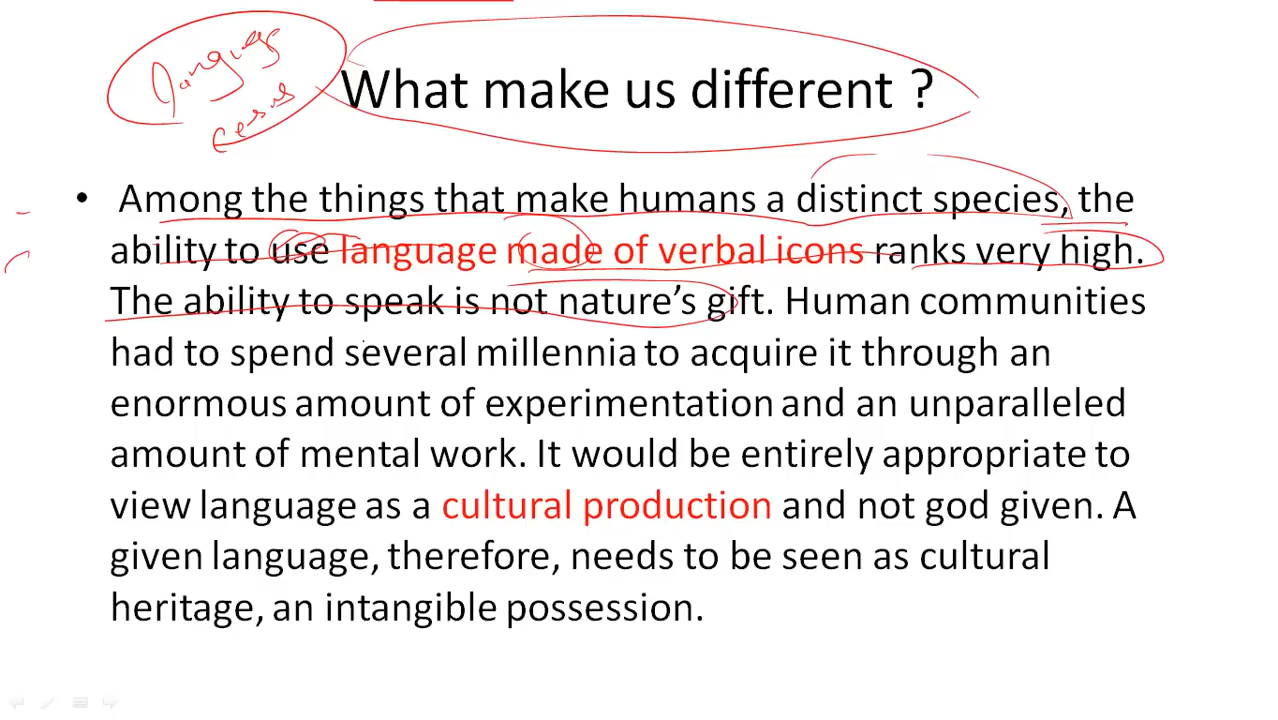 language
What make us different ?
• Among the things that make humans a distinct species, the
ability to use language made of verbal icons ranks very high.
The ability to speak is not nature's gift. Human communities
had to spend several millennia to acquire it through an
enormous amount of experimentation and an unparalleled
amount of mental work. It would be entirely appropriate to
view language as a cultural production and not god given. A
given language, therefore, needs to be seen as cultural
heritage, an intangible possession.